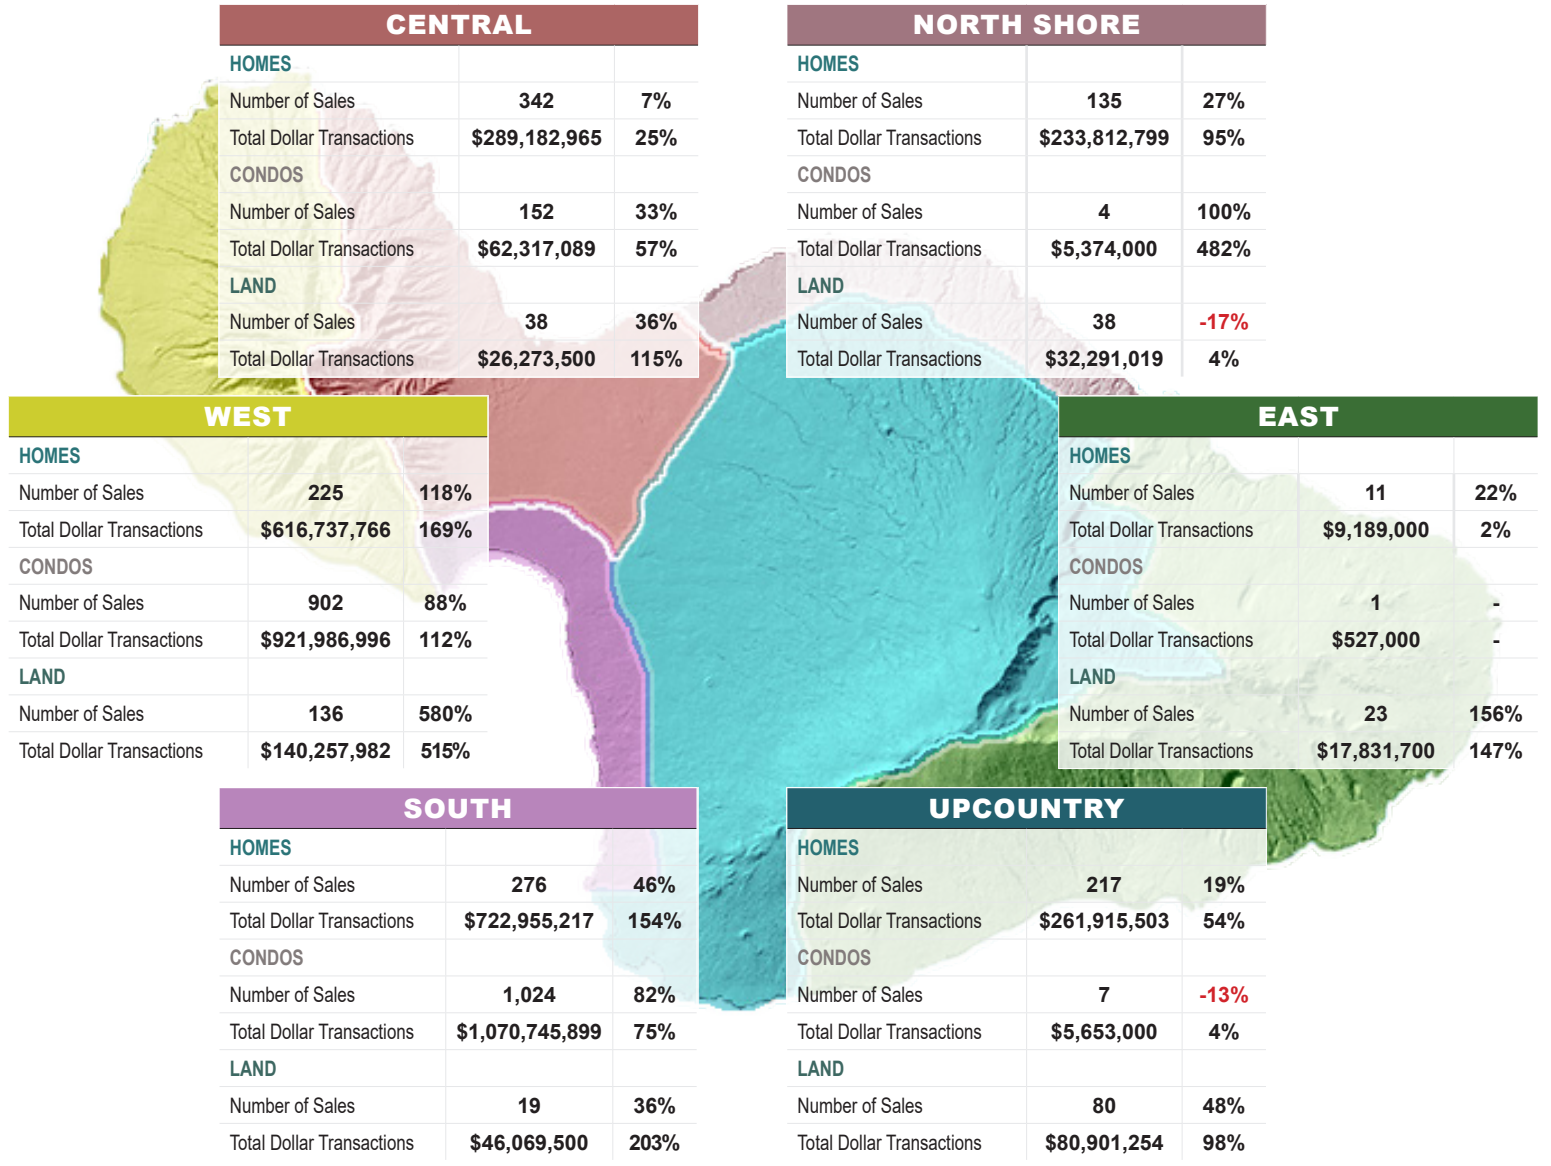 CENTRAL
HOMES
Number of Sales 342 7%
Total Dollar Transactions $289,182,965 25%
CONDOS
Number of Sales 152 33%
Total Dollar Transactions $62,317,089 57%
LAND
Number of Sales 38 36%
Total Dollar Transactions $26,273,500 115%
NORTH SHORE
HOMES
Number of Sales 135 27%
Total Dollar Transactions $233,812,799 95%
CONDOS
Number of Sales 4 100%
Total Dollar Transactions $5,374,000 482%
LAND
Number of Sales 38 -17%
Total Dollar Transactions $32,291,019 4%
WEST
HOMES
Number of Sales 225 118%
Total Dollar Transactions $616,737,766 169%
CONDOS
Number of Sales 902 88%
Total Dollar Transactions $921,986,996 112%
LAND
Number of Sales 136 580%
Total Dollar Transactions $140,257,982 515%
EAST
HOMES
Number of Sales 11 22%
Total Dollar Transactions $9,189,000 2%
CONDOS
Number of Sales 1 -
Total Dollar Transactions $527,000 -
LAND
Number of Sales 23 156%
Total Dollar Transactions $17,831,700 147%
SOUTH
HOMES
Number of Sales 276 46%
Total Dollar Transactions $722,955,217 154%
CONDOS
Number of Sales 1,024 82%
Total Dollar Transactions $1,070,745,899 75%
LAND
Number of Sales 19 36%
Total Dollar Transactions $46,069,500 203%
UPCOUNTRY
HOMES
Number of Sales 217 19%
Total Dollar Transactions $261,915,503 54%
CONDOS
Number of Sales 7 -13%
Total Dollar Transactions $5,653,000 4%
LAND
Number of Sales 80 48%
Total Dollar Transactions $80,901,254 98%